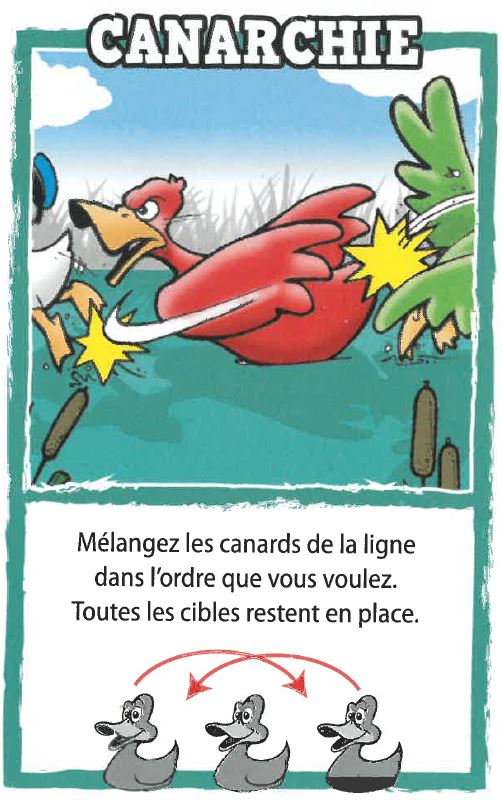 CANARCHIE
Mélangez les canards de la ligne
dans l'ordre que vous voulez.
Toutes les cibles restent en place.